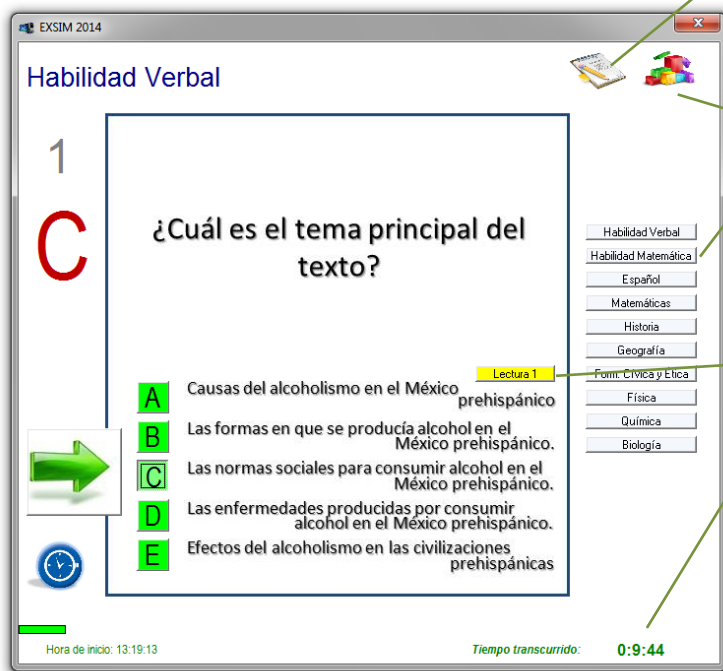 EXSIM 2014
Habilidad Verbal
1
C
¿Cuál es el tema principal del
texto?
Lectura 1
A Causas del alcoholismo en el México
prehispánico
B Las formas en que se producía alcohol en el
México prehispánico.
C Las normas sociales para consumir alcohol en el
México prehispánico.
D Las enfermedades producidas por consumir
alcohol en el México prehispánico.
E Efectos del alcoholismo en las civilizaciones
prehispánicas
Habilidad Verbal
Habilidad Matemática
Español
Matemáticas
Historia
Geografía
Form. Cívica y Ética
Física
Química
Biología
Hora de inicio: 13:19:13
Tiempo transcurrido: 0:9:44